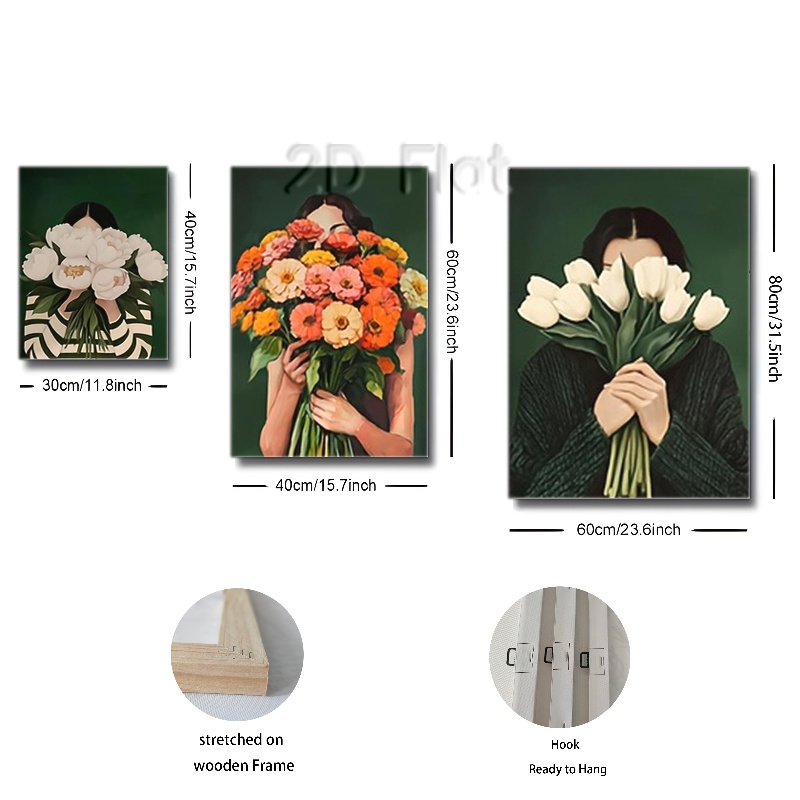 2D Flat
40cm/15.7inch
60cm/23.6inch
80cm/31.5inch
30cm/11.8inch
40cm/15.7inch
60cm/23.6inch
stretched on
wooden Frame
Hook
Ready to Hang